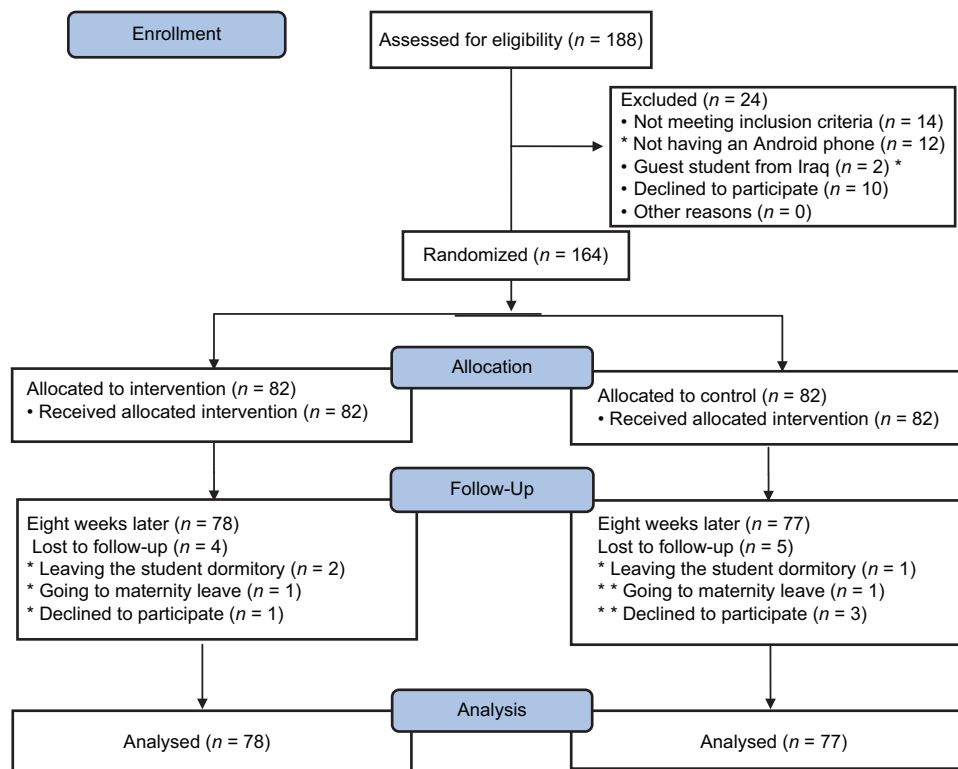 Enrollment
Assessed for eligibility (n = 188)
Excluded (n = 24)
• Not meeting inclusion criteria (n = 14)
* Not having an Android phone (n = 12)
• Guest student from Iraq (n = 2) *
• Declined to participate (n = 10)
• Other reasons (n = 0)
Randomized (n = 164)
Allocation
Allocated to intervention (n = 82)
• Received allocated intervention (n = 82)
Allocated to control (n = 82)
• Received allocated intervention (n = 82)
Follow-Up
Eight weeks later (n = 78)
Lost to follow-up (n = 4)
* Leaving the student dormitory (n = 2)
* Going to maternity leave (n = 1)
* Declined to participate (n = 1)
Eight weeks later (n = 77)
Lost to follow-up (n = 5)
* Leaving the student dormitory (n = 1)
* * Going to maternity leave (n = 1)
* * Declined to participate (n = 3)
Analysis
Analysed (n = 78)
Analysed (n = 77)